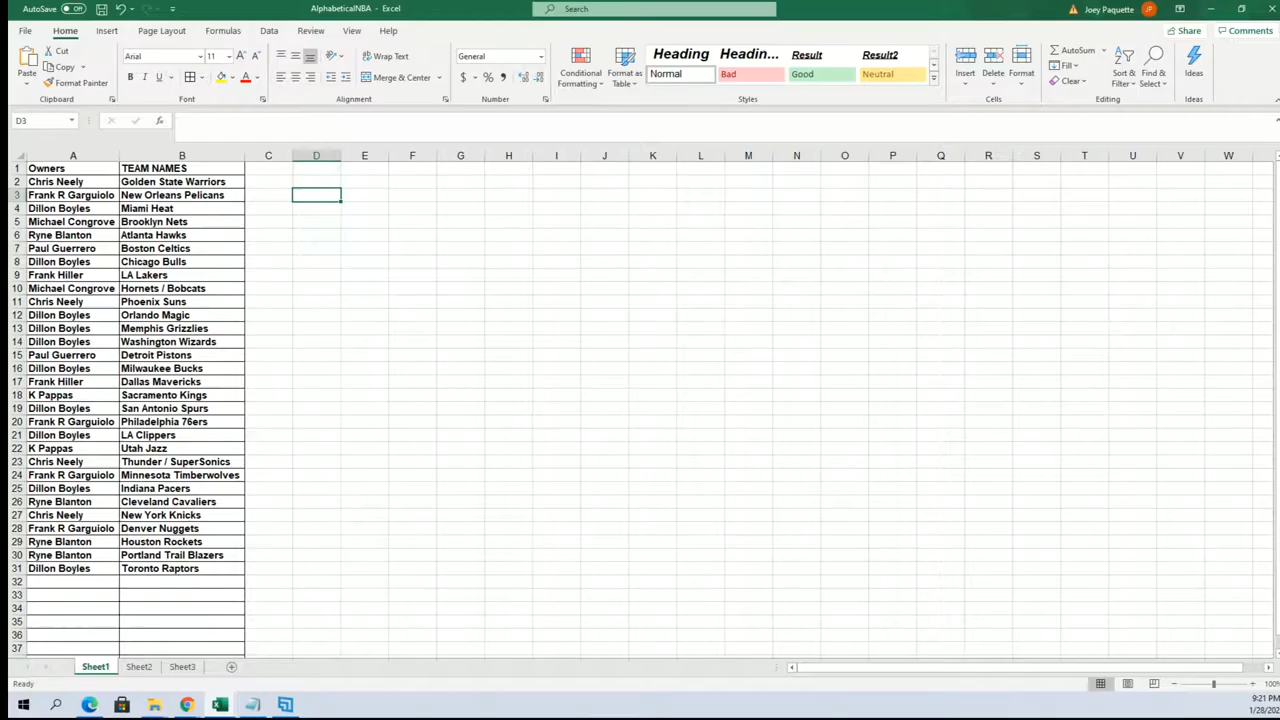 AutoSave Off AlphabeticalNBA - Excel Search Joey Paquette JP
File Home Insert Page Layout Formulas Data Review View Help Share Comments
Cut Copy Format Painter Paste Clipboard
Arial 11 B I U A Font
Wrap Text Merge & Center Alignment
General $ % Number
Conditional Formatting Format as Table
Heading Headin... Result Result2
Normal Bad Good Neutral
Styles
Insert Delete Format Cells
AutoSum Fill Clear Sort & Filter Find & Select Editing
Ideas Ideas
D3 fx
A B C D E F G H I J K L M N O P Q R S T U V W
1 Owners TEAM NAMES
2 Chris Neely Golden State Warriors
3 Frank R Garguiolo New Orleans Pelicans
4 Dillon Boyles Miami Heat
5 Michael Congrove Brooklyn Nets
6 Ryne Blanton Atlanta Hawks
7 Paul Guerrero Boston Celtics
8 Dillon Boyles Chicago Bulls
9 Frank Hiller LA Lakers
10 Michael Congrove Hornets / Bobcats
11 Chris Neely Phoenix Suns
12 Dillon Boyles Orlando Magic
13 Dillon Boyles Memphis Grizzlies
14 Dillon Boyles Washington Wizards
15 Paul Guerrero Detroit Pistons
16 Dillon Boyles Milwaukee Bucks
17 Frank Hiller Dallas Mavericks
18 K Pappas Sacramento Kings
19 Dillon Boyles San Antonio Spurs
20 Frank R Garguiolo Philadelphia 76ers
21 Dillon Boyles LA Clippers
22 K Pappas Utah Jazz
23 Chris Neely Thunder / SuperSonics
24 Frank R Garguiolo Minnesota Timberwolves
25 Dillon Boyles Indiana Pacers
26 Ryne Blanton Cleveland Cavaliers
27 Chris Neely New York Knicks
28 Frank R Garguiolo Denver Nuggets
29 Ryne Blanton Houston Rockets
30 Ryne Blanton Portland Trail Blazers
31 Dillon Boyles Toronto Raptors
32
33
34
35
36
37
Sheet1 Sheet2 Sheet3
Ready 100%
9:21 PM
1/28/202